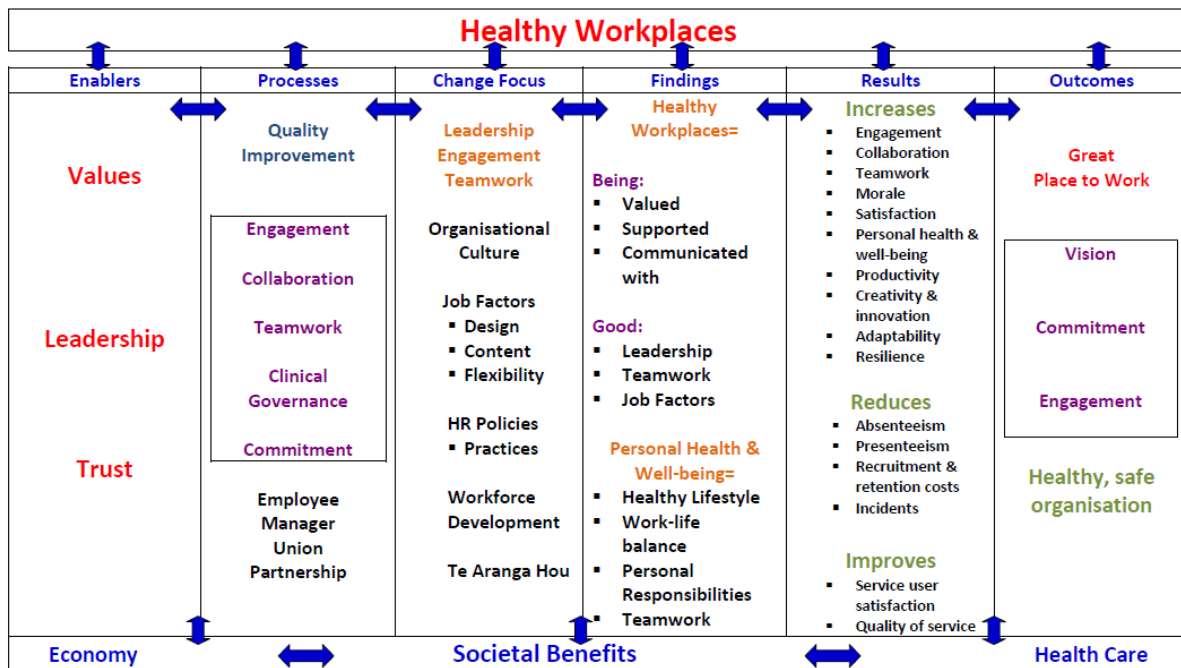 Healthy Workplaces
Enablers
Processes
Change Focus
Findings
Results
Outcomes
Values
Leadership
Trust
Quality
Improvement
Engagement
Collaboration
Teamwork
Clinical
Governance
Commitment
Employee
Manager
Union
Partnership
Leadership
Engagement
Teamwork
Organisational
Culture
Job Factors
▪ Design
▪ Content
▪ Flexibility
HR Policies
▪ Practices
Workforce
Development
Te Aranga Hou
Healthy
Workplaces=
Being:
▪ Valued
▪ Supported
▪ Communicated
with
Good:
▪ Leadership
▪ Teamwork
▪ Job Factors
Personal Health &
Well-being=
▪ Healthy Lifestyle
▪ Work-life
balance
▪ Personal
Responsibilities
▪ Teamwork
Increases
▪ Engagement
▪ Collaboration
▪ Teamwork
▪ Morale
▪ Satisfaction
▪ Personal health &
well-being
▪ Productivity
▪ Creativity &
innovation
▪ Adaptability
▪ Resilience
Reduces
▪ Absenteeism
▪ Presenteeism
▪ Recruitment &
retention costs
▪ Incidents
Improves
▪ Service user
satisfaction
▪ Quality of service
Great
Place to Work
Vision
Commitment
Engagement
Healthy, safe
organisation
Economy
Societal Benefits
Health Care